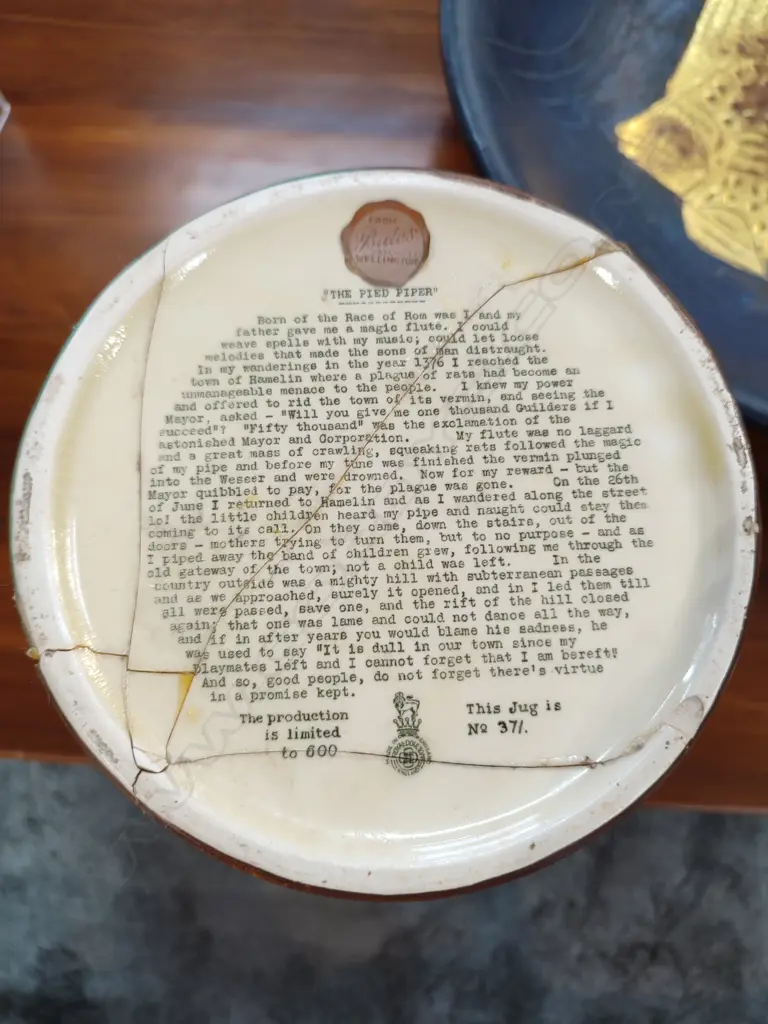 FROM
Bates
WELLINGTON
"THE PIED PIPER"
Born of the Race of Rom was I and my
father gave me a magic flute. I could
weave spells with my music; could let loose
melodies that made the sons of man distraught.
In my wanderings in the year 1376 I reached the
town of Hamelin where a plague of rats had become an
unmanageable menace to the people. I knew my power
and offered to rid the town of its vermin, and seeing the
Mayor, asked - "Will you give me one thousand Guilders if I
succeed"? "Fifty thousand" was the exclamation of the
astonished Mayor and Corporation. My flute was no laggard
and a great mass of crawling, squeaking rats followed the magic
of my pipe and before my tune was finished the vermin plunged
into the Wesser and were drowned. Now for my reward - but the
Mayor quibbled to pay, for the plague was gone. On the 26th
of June I returned to Hamelin and as I wandered along the street
lo! the little children heard my pipe and naught could stay them
coming to its call. On they came, down the stairs, out of the
doors - mothers trying to turn them, but to no purpose - and as
I piped away the band of children grew, following me through the
old gateway of the town; not a child was left. In the
country outside was a mighty hill with subterranean passages
and as we approached, surely it opened, and in I led them till
all were passed, save one, and the rift of the hill closed
again; that one was lame and could not dance all the way,
and if in after years you would blame his sadness, he
was used to say "It is dull in our town since my
playmates left and I cannot forget that I am bereft"
And so, good people, do not forget there's virtue
in a promise kept.
The production
is limited
to 600
This Jug is
No 371.
ENGLAND